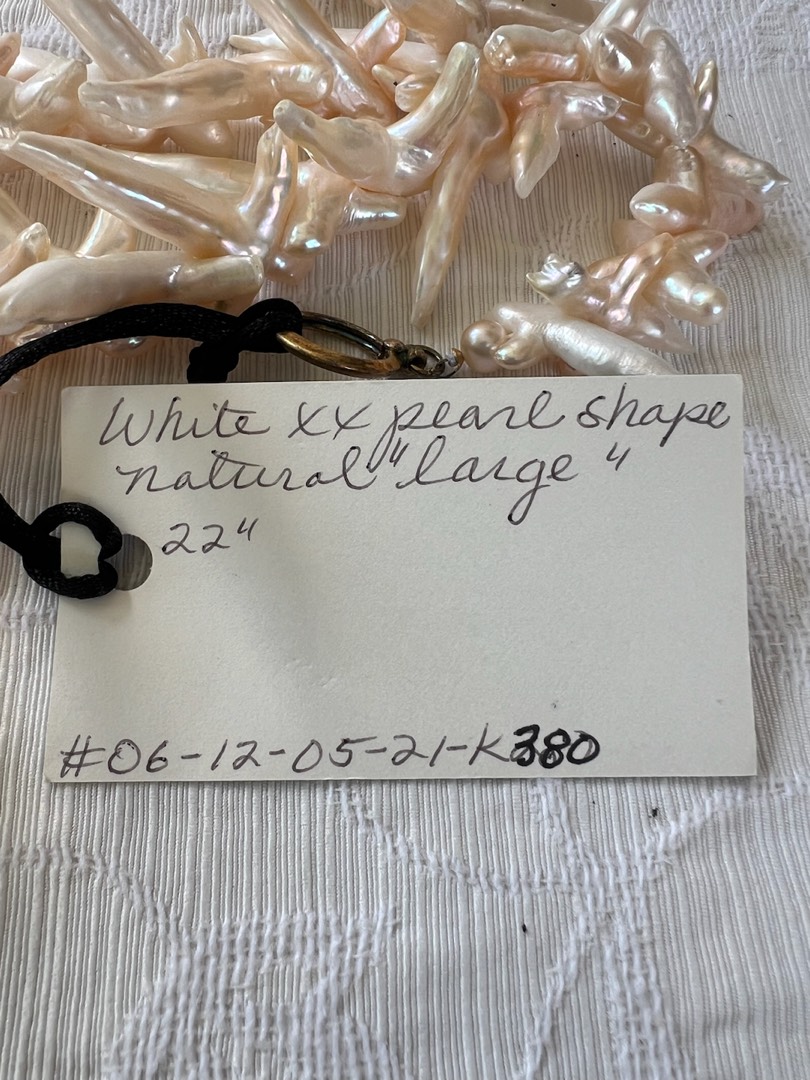 White xx pearl shape
natural "large"
22"
#06-12-05-21-K380